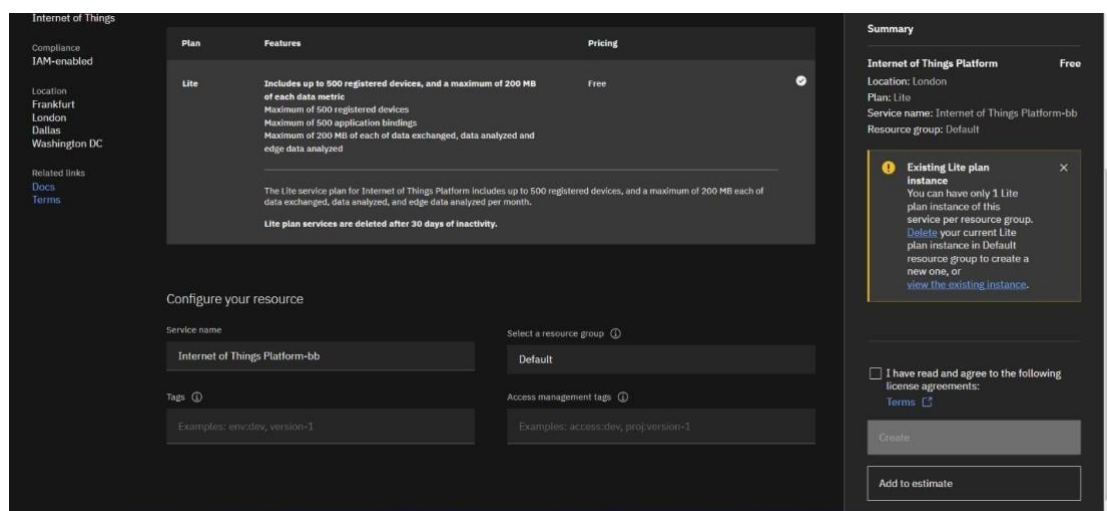 Internet of Things
Compliance
IAM-enabled
Location
Frankfurt
London
Dallas
Washington DC
Related links
Docs
Terms
Plan Features Pricing
Lite Includes up to 500 registered devices, and a maximum of 200 MB Free
of each data metric
Maximum of 500 registered devices
Maximum of 500 application bindings
Maximum of 200 MB of each of data exchanged, data analyzed and
edge data analyzed
The Lite service plan for Internet of Things Platform includes up to 500 registered devices, and a maximum of 200 MB each of
data exchanged, data analyzed, and edge data analyzed per month.
Lite plan services are deleted after 30 days of inactivity.
Configure your resource
Service name
Internet of Things Platform-bb
Select a resource group
Default
Tags
Examples: env:dev, version-1
Access management tags
Examples: access:dev, proj:version-1
Summary
Internet of Things Platform Free
Location: London
Plan: Lite
Service name: Internet of Things Platform-bb
Resource group: Default
Existing Lite plan
instance
You can have only 1 Lite
plan instance of this
service per resource group.
Delete your current Lite
plan instance in Default
resource group to create a
new one, or
view the existing instance.
I have read and agree to the following
license agreements:
Terms
Create
Add to estimate